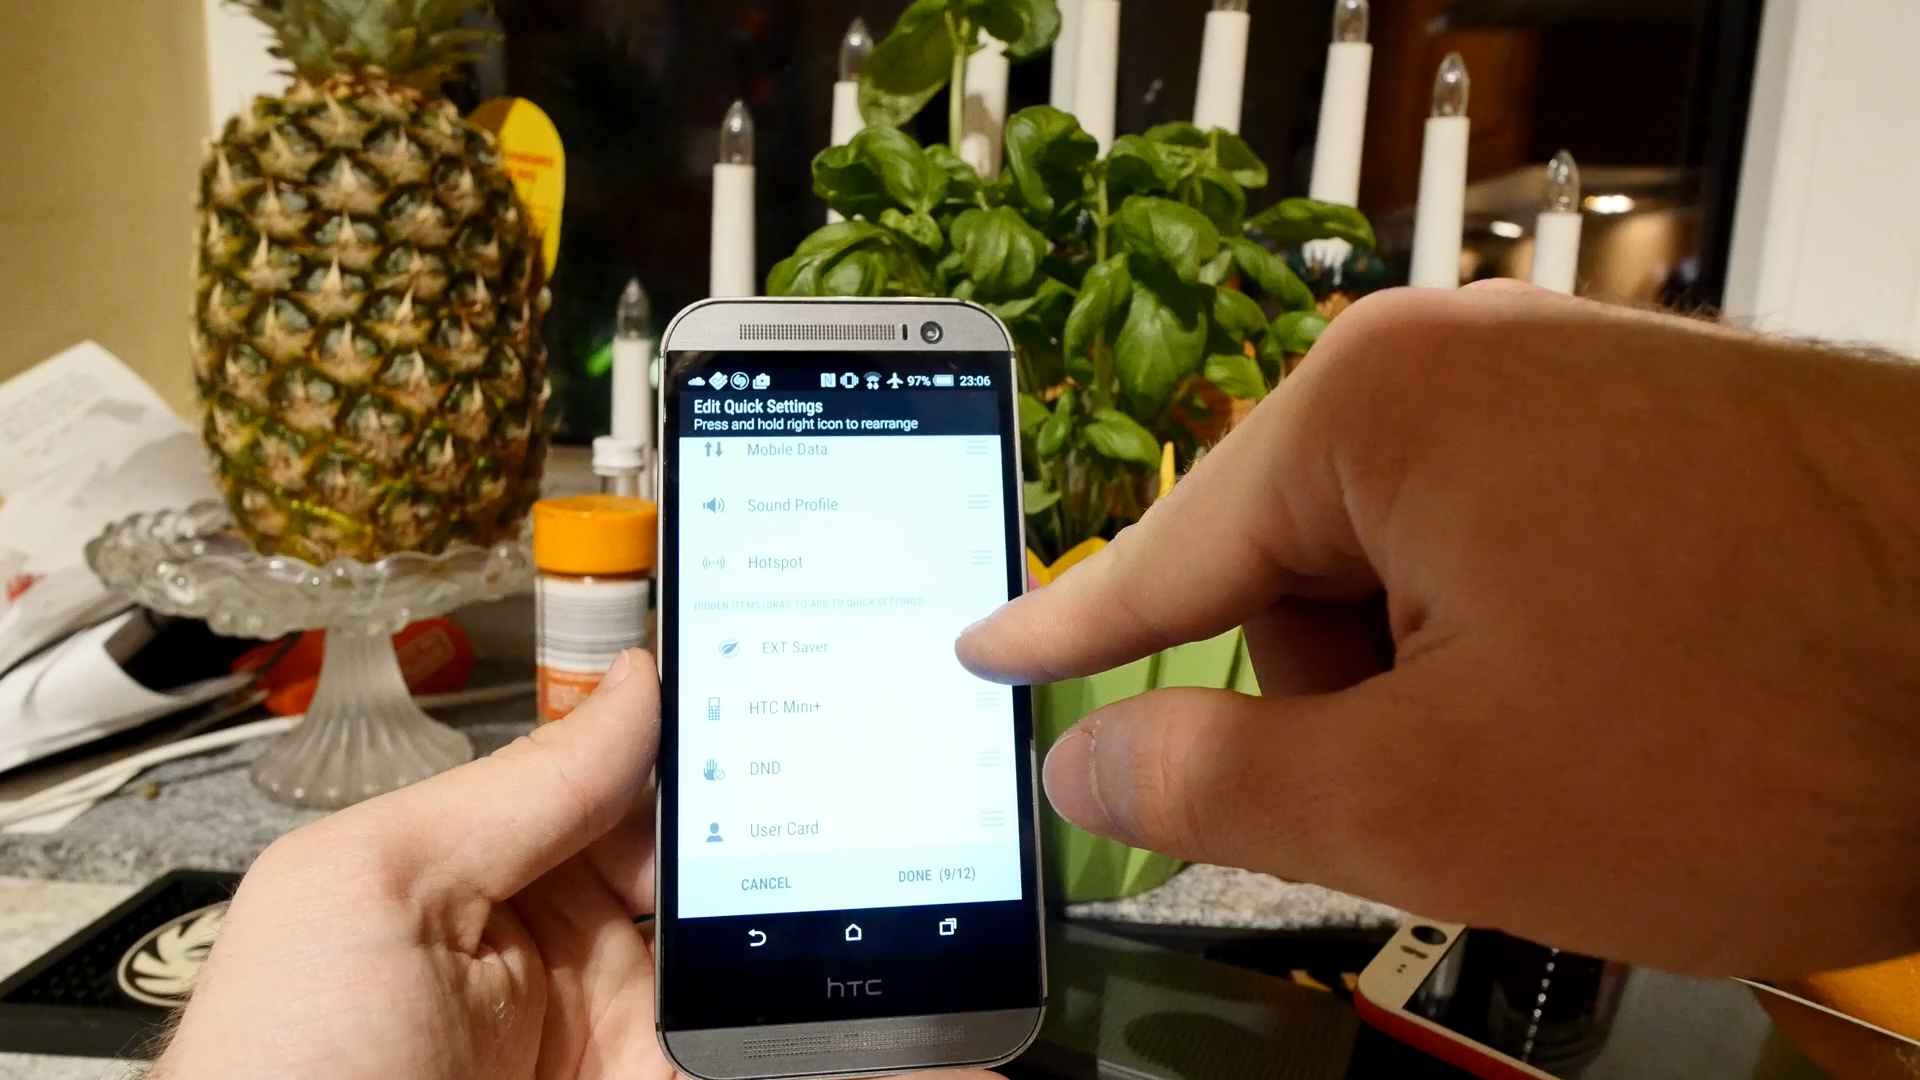 97% 23:06
Edit Quick Settings
Press and hold right icon to rearrange
Mobile Data
Sound Profile
Hotspot
HIDDEN ITEMS (DRAG TO ADD TO QUICK SETTINGS)
EXT Saver
HTC Mini+
DND
User Card
CANCEL DONE (9/12)
hTC